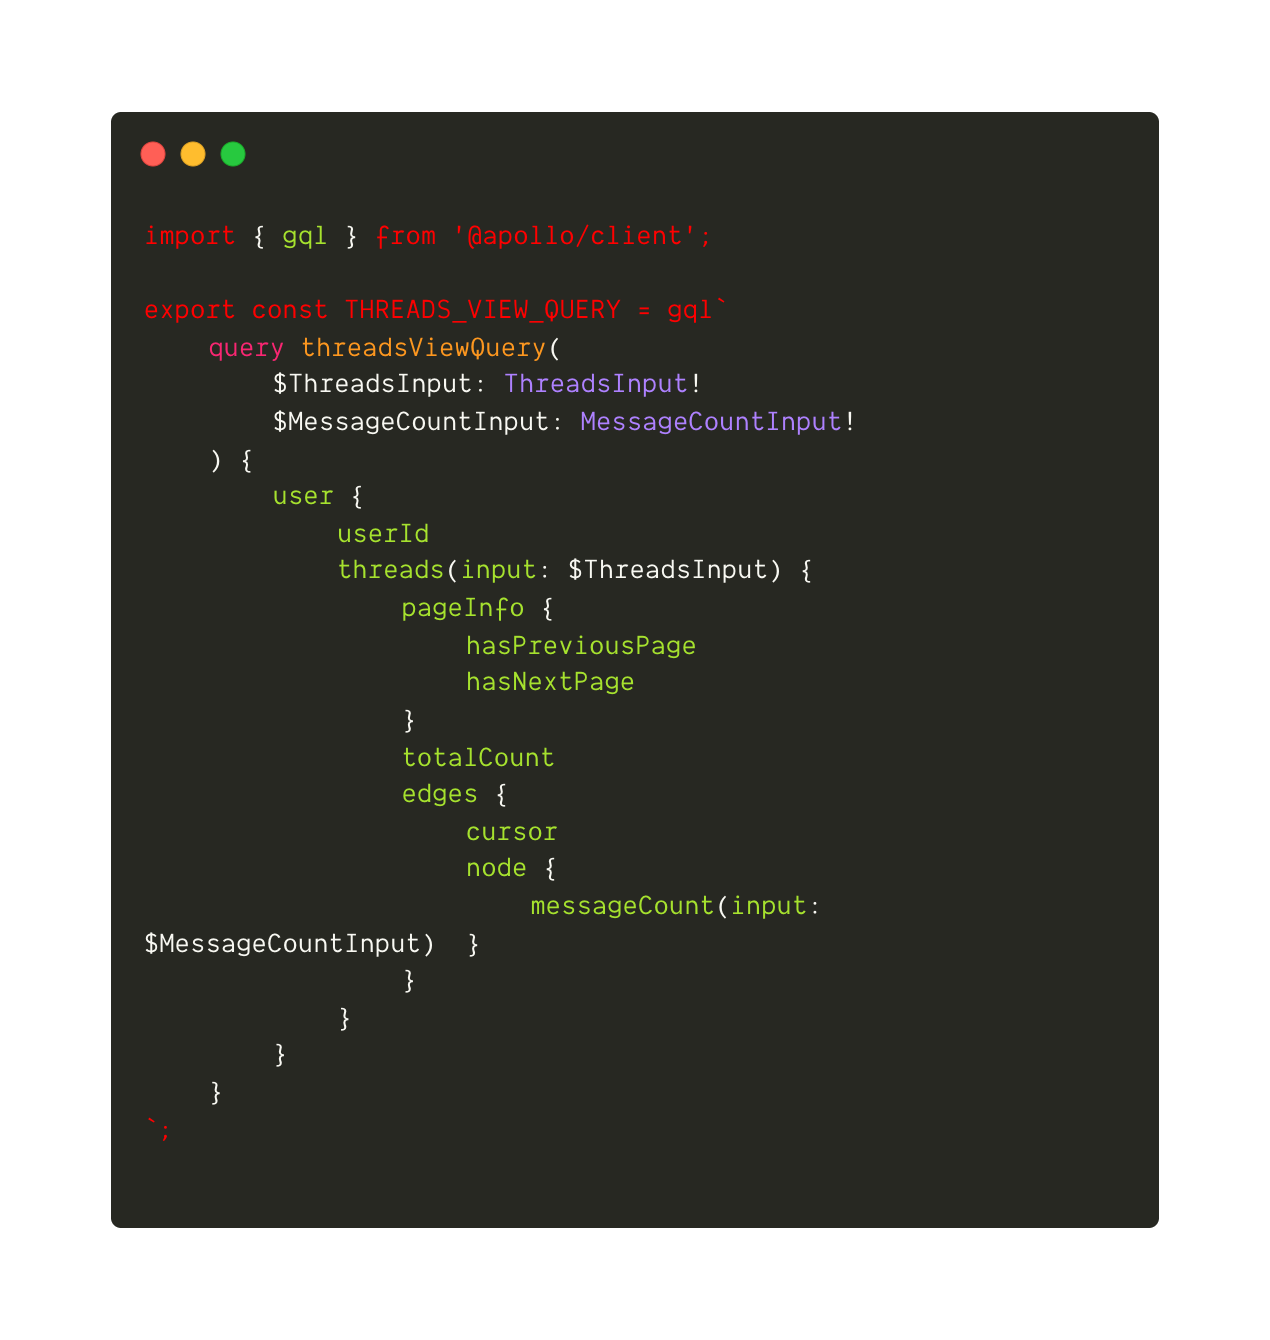 import { gql } from '@apollo/client';

export const THREADS_VIEW_QUERY = gql`
    query threadsViewQuery(
        $ThreadsInput: ThreadsInput!
        $MessageCountInput: MessageCountInput!
    ) {
        user {
            userId
            threads(input: $ThreadsInput) {
                pageInfo {
                    hasPreviousPage
                    hasNextPage
                }
                totalCount
                edges {
                    cursor
                    node {
                        messageCount(input:
$MessageCountInput)  }
                }
            }
        }
    }
`;